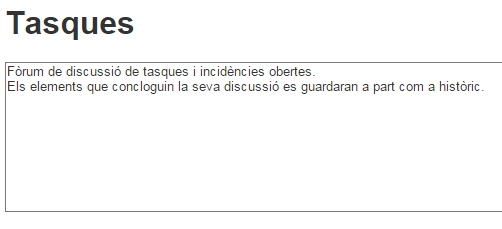 Tasques
Fòrum de discussió de tasques i incidències obertes.
Els elements que concloguin la seva discussió es guardaran a part com a històric.